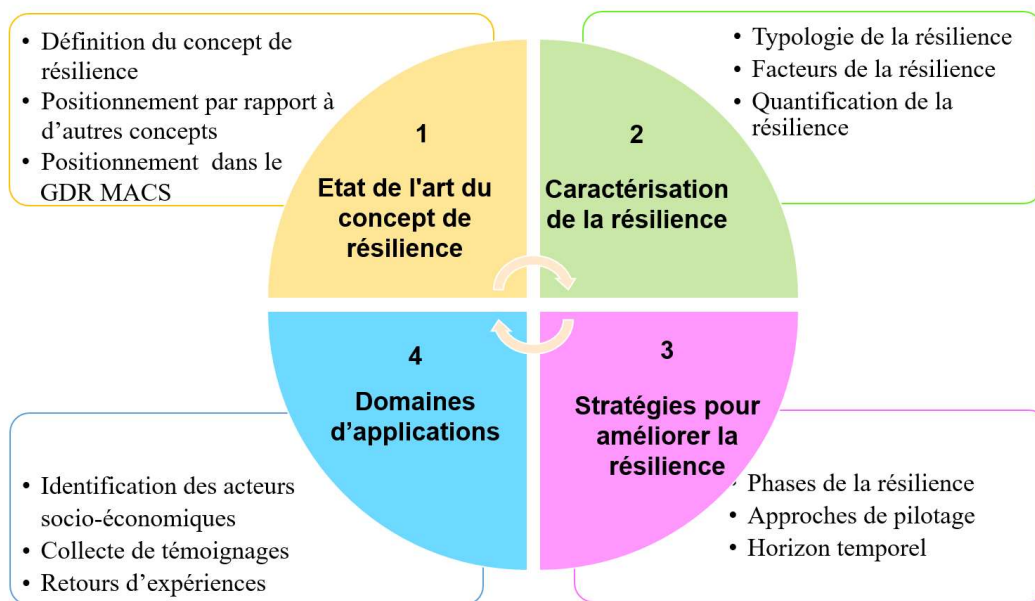 • Définition du concept de
résilience
• Positionnement par rapport à
d'autres concepts
• Positionnement dans le
GDR MACS
1
Etat de l'art du
concept de
résilience
2
Caractérisation
de la résilience
• Typologie de la résilience
• Facteurs de la résilience
• Quantification de la
résilience
4
Domaines
d'applications
3
Stratégies pour
améliorer la
résilience
• Identification des acteurs
socio-économiques
• Collecte de témoignages
• Retours d'expériences
• Phases de la résilience
• Approches de pilotage
• Horizon temporel